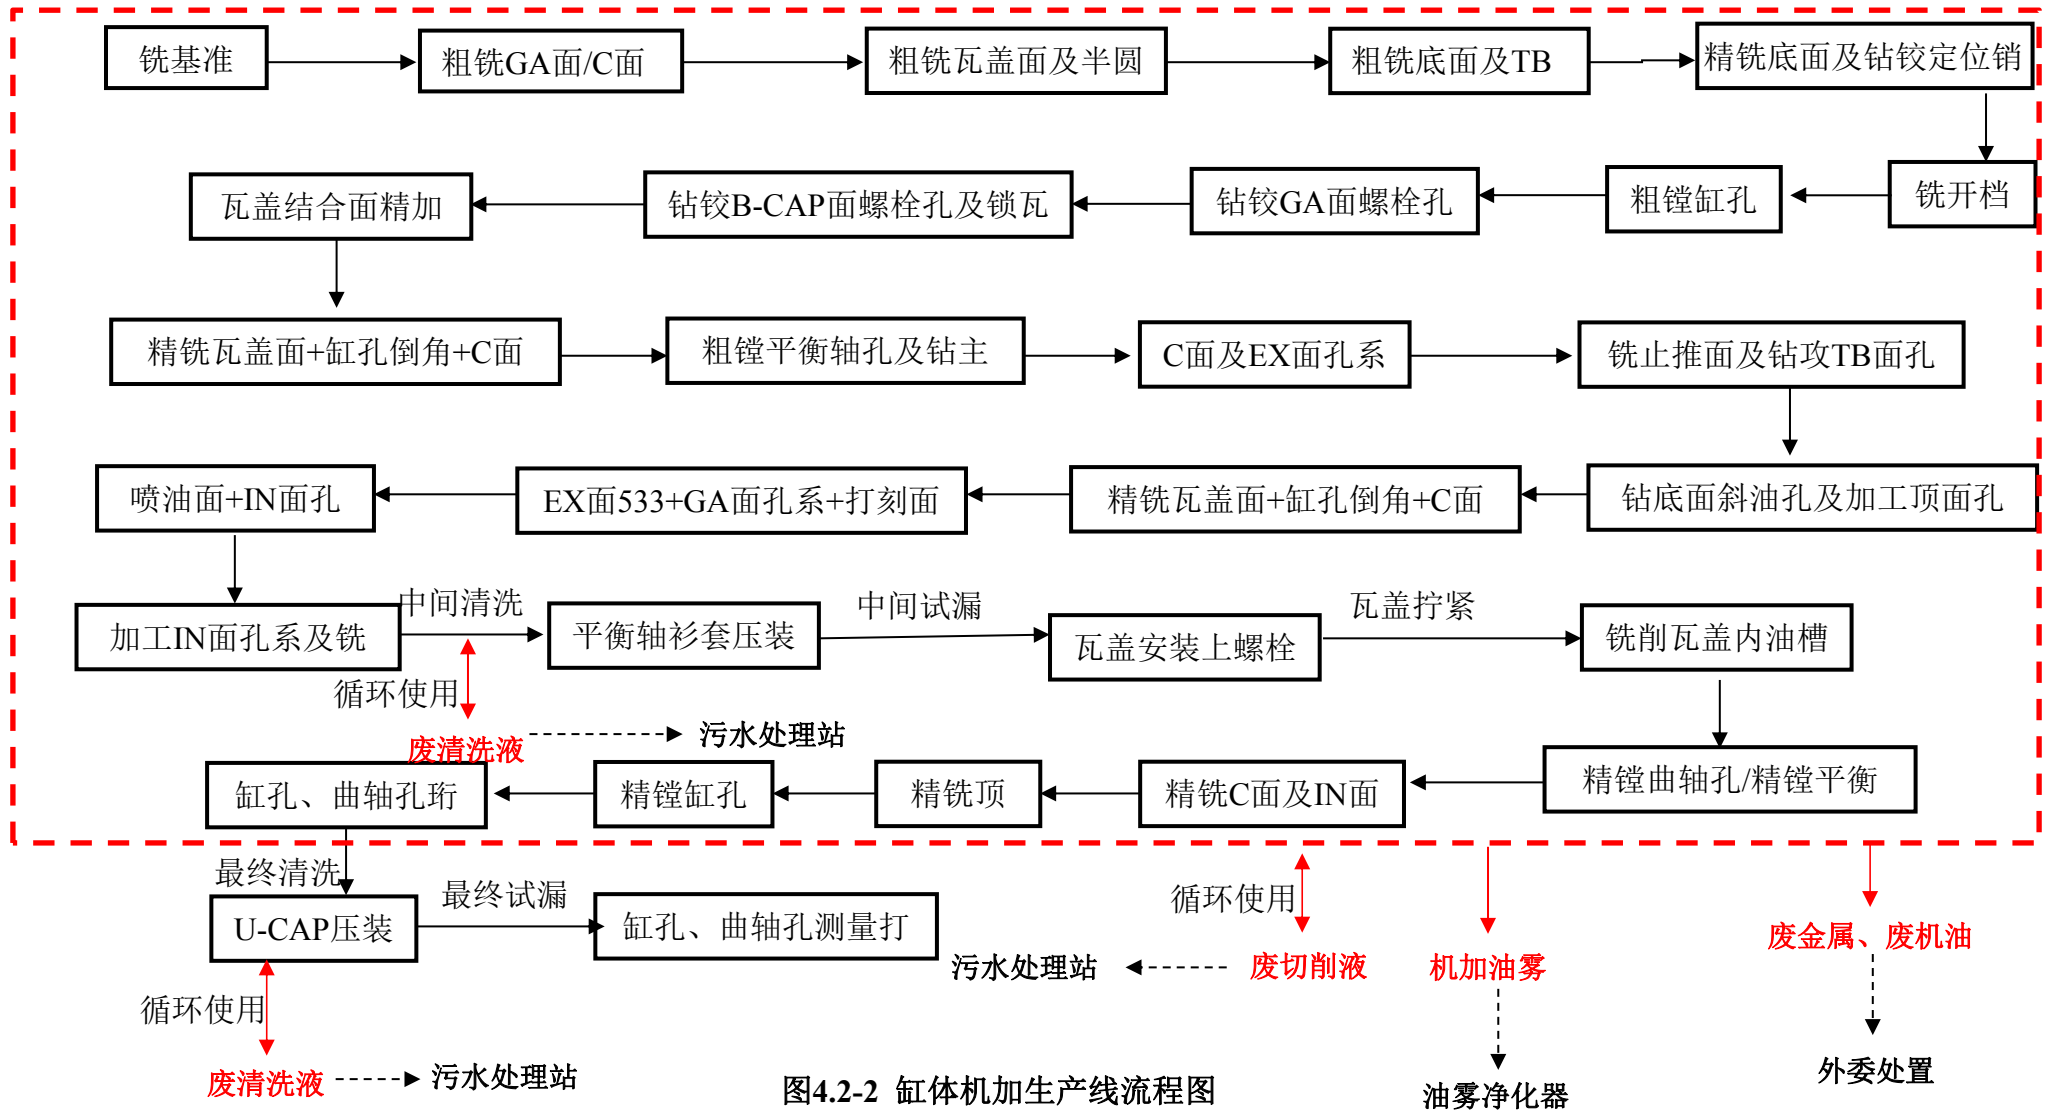 铣基准
粗铣GA面/C面
粗铣瓦盖面及半圆
粗铣底面及TB
精铣底面及钻铰定位销
铣开档
粗镗缸孔
钻铰GA面螺栓孔
钻铰B-CAP面螺栓孔及锁瓦
瓦盖结合面精加
精铣瓦盖面+缸孔倒角+C面
粗镗平衡轴孔及钻主
C面及EX面孔系
铣止推面及钻攻TB面孔
钻底面斜油孔及加工顶面孔
精铣瓦盖面+缸孔倒角+C面
EX面533+GA面孔系+打刻面
喷油面+IN面孔
加工IN面孔系及铣
中间清洗
循环使用
废清洗液
污水处理站
平衡轴衫套压装
中间试漏
瓦盖安装上螺栓
瓦盖拧紧
铣削瓦盖内油槽
精镗曲轴孔/精镗平衡
精铣C面及IN面
精铣顶
精镗缸孔
缸孔、曲轴孔珩
最终清洗
U-CAP压装
最终试漏
缸孔、曲轴孔测量打
循环使用
废清洗液
污水处理站
循环使用
废切削液
污水处理站
机加油雾
油雾净化器
废金属、废机油
外委处置
图4.2-2 缸体机加生产线流程图